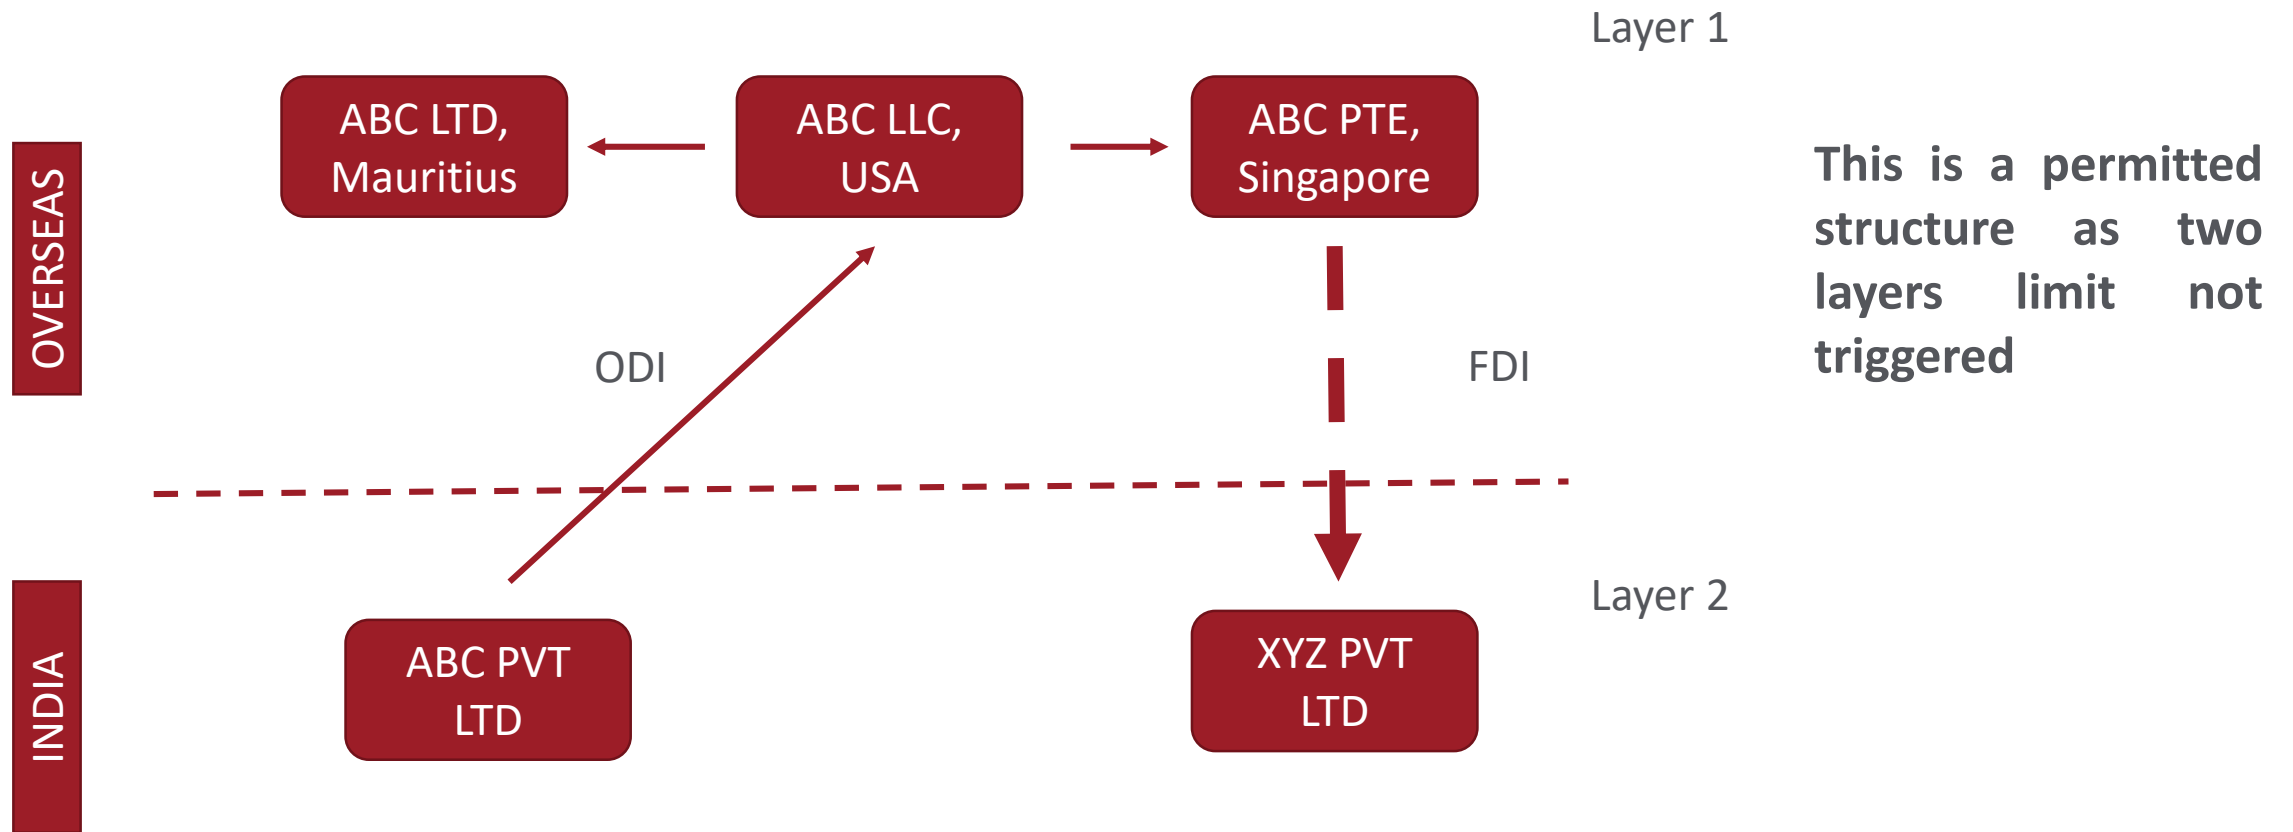 Layer 1
OVERSEAS
ABC LTD,
Mauritius
ABC LLC,
USA
ABC PTE,
Singapore
This is a permitted
structure as two
layers limit not
triggered
ODI
FDI
INDIA
ABC PVT
LTD
XYZ PVT
LTD
Layer 2